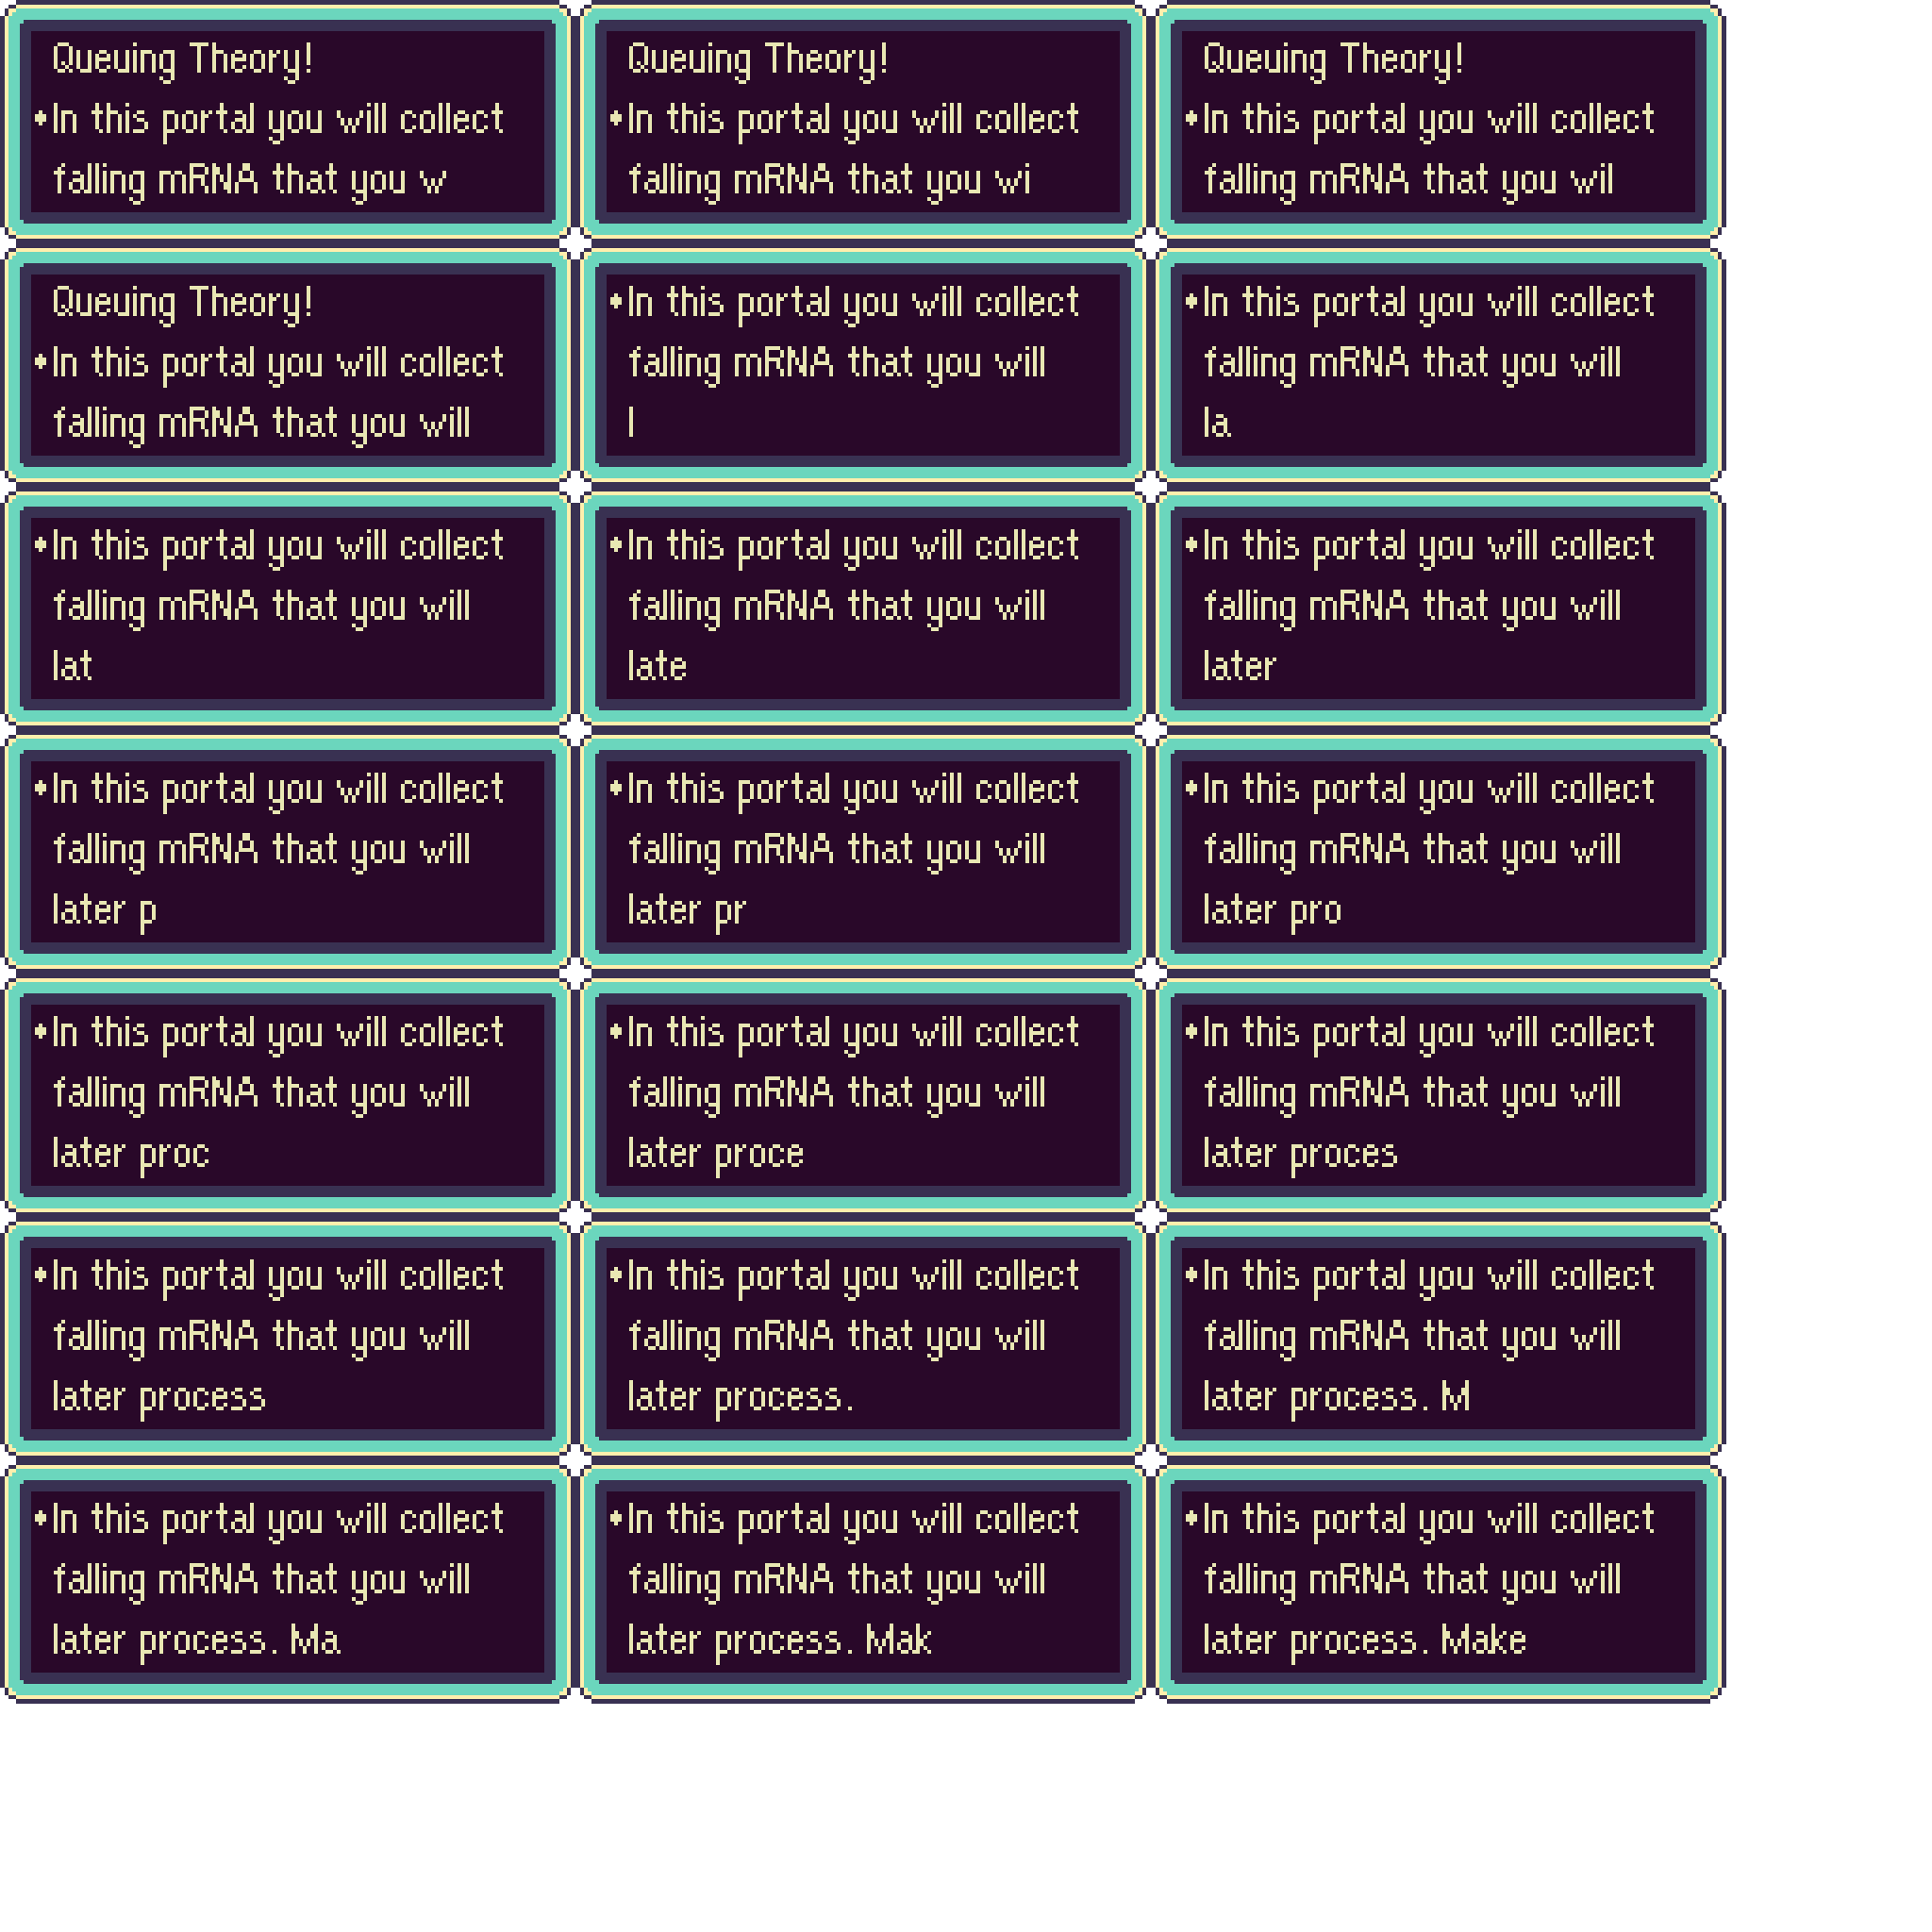 Queuing Theory!
In this portal you will collect
falling mRNA that you w
Queuing Theory!
In this portal you will collect
falling mRNA that you wi
Queuing Theory!
In this portal you will collect
falling mRNA that you wil
Queuing Theory!
In this portal you will collect
falling mRNA that you will
In this portal you will collect
falling mRNA that you will
l
In this portal you will collect
falling mRNA that you will
la
In this portal you will collect
falling mRNA that you will
lat
In this portal you will collect
falling mRNA that you will
late
In this portal you will collect
falling mRNA that you will
later
In this portal you will collect
falling mRNA that you will
later p
In this portal you will collect
falling mRNA that you will
later pr
In this portal you will collect
falling mRNA that you will
later pro
In this portal you will collect
falling mRNA that you will
later proc
In this portal you will collect
falling mRNA that you will
later proce
In this portal you will collect
falling mRNA that you will
later proces
In this portal you will collect
falling mRNA that you will
later process
In this portal you will collect
falling mRNA that you will
later process.
In this portal you will collect
falling mRNA that you will
later process. M
In this portal you will collect
falling mRNA that you will
later process. Ma
In this portal you will collect
falling mRNA that you will
later process. Mak
In this portal you will collect
falling mRNA that you will
later process. Make